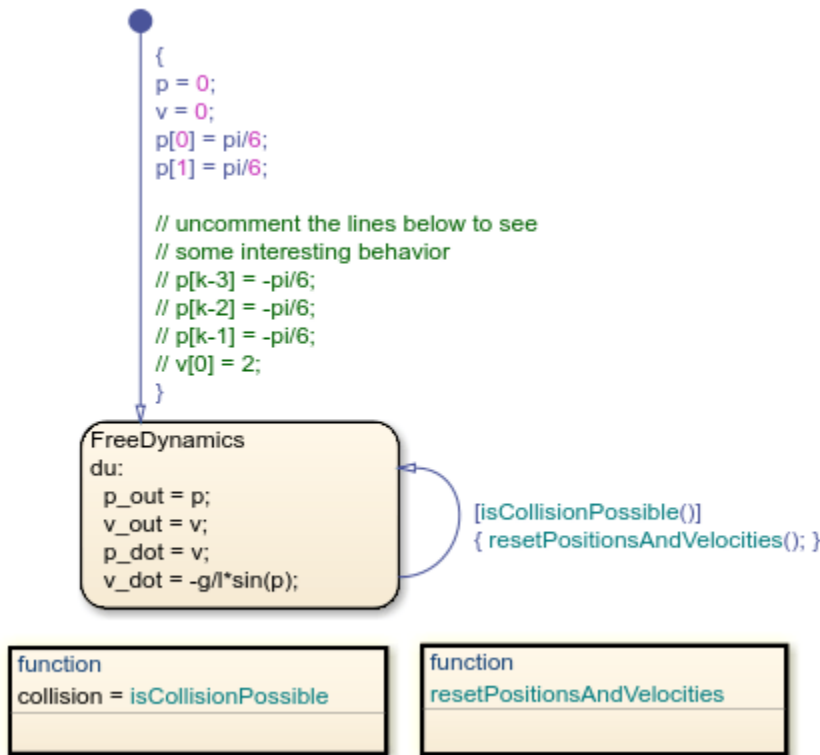 {
p = 0;
v = 0;
p[0] = pi/6;
p[1] = pi/6;
// uncomment the lines below to see
// some interesting behavior
// p[k-3] = -pi/6;
// p[k-2] = -pi/6;
// p[k-1] = -pi/6;
// v[0] = 2;
}
FreeDynamics
du:
p_out = p;
v_out = v;
p_dot = v;
v_dot = -g/l*sin(p);
[isCollisionPossible()]
{ resetPositionsAndVelocities(); }
function
collision = isCollisionPossible
function
resetPositionsAndVelocities